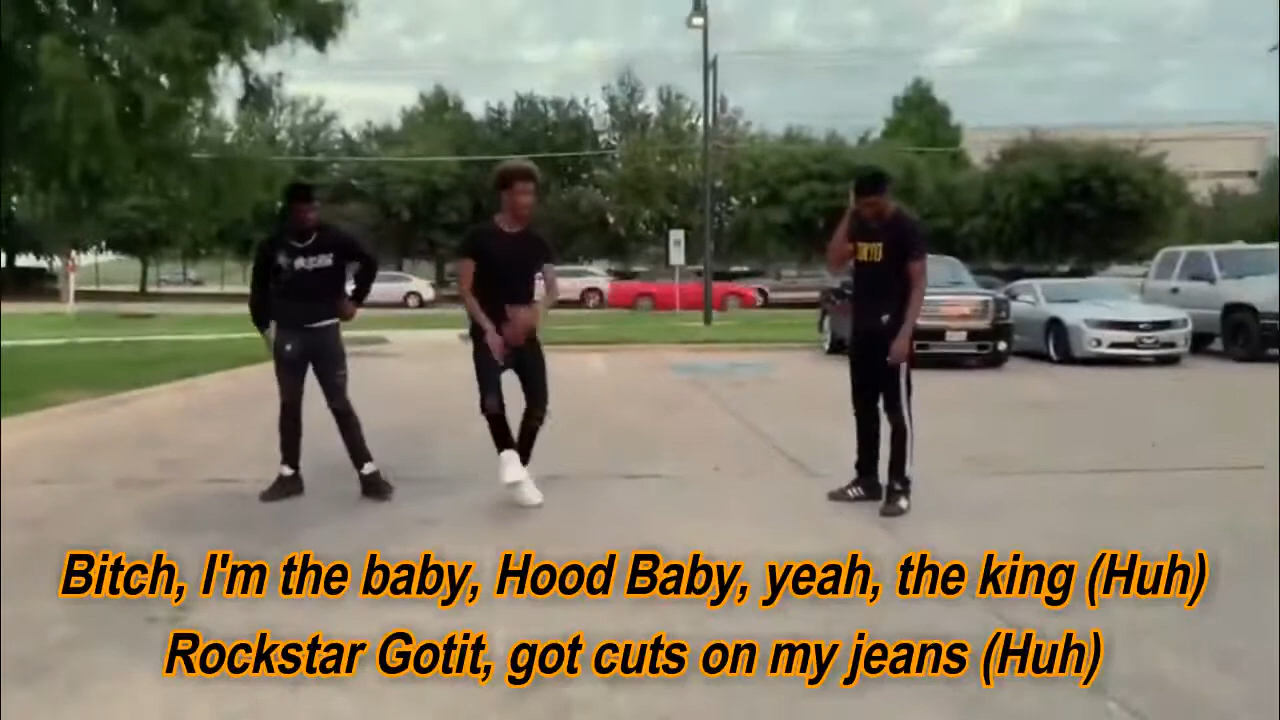 Bitch, I'm the baby, Hood Baby, yeah, the king (Huh)
Rockstar Gotit, got cuts on my jeans (Huh)